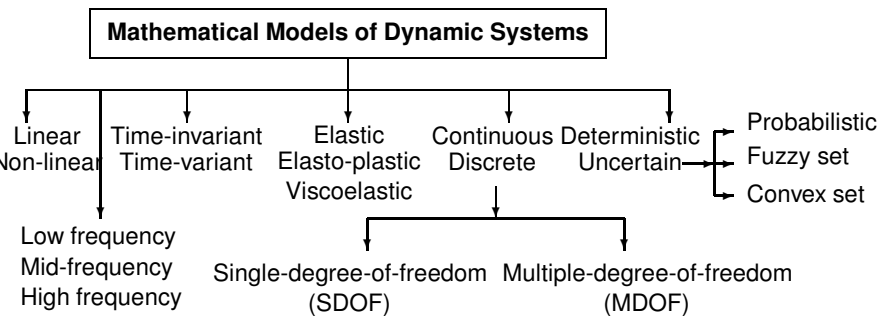 Mathematical Models of Dynamic Systems
Linear
Non-linear
Time-invariant
Time-variant
Elastic
Elasto-plastic
Viscoelastic
Continuous
Discrete
Deterministic
Uncertain
Probabilistic
Fuzzy set
Convex set
Low frequency
Mid-frequency
High frequency
Single-degree-of-freedom
(SDOF)
Multiple-degree-of-freedom
(MDOF)